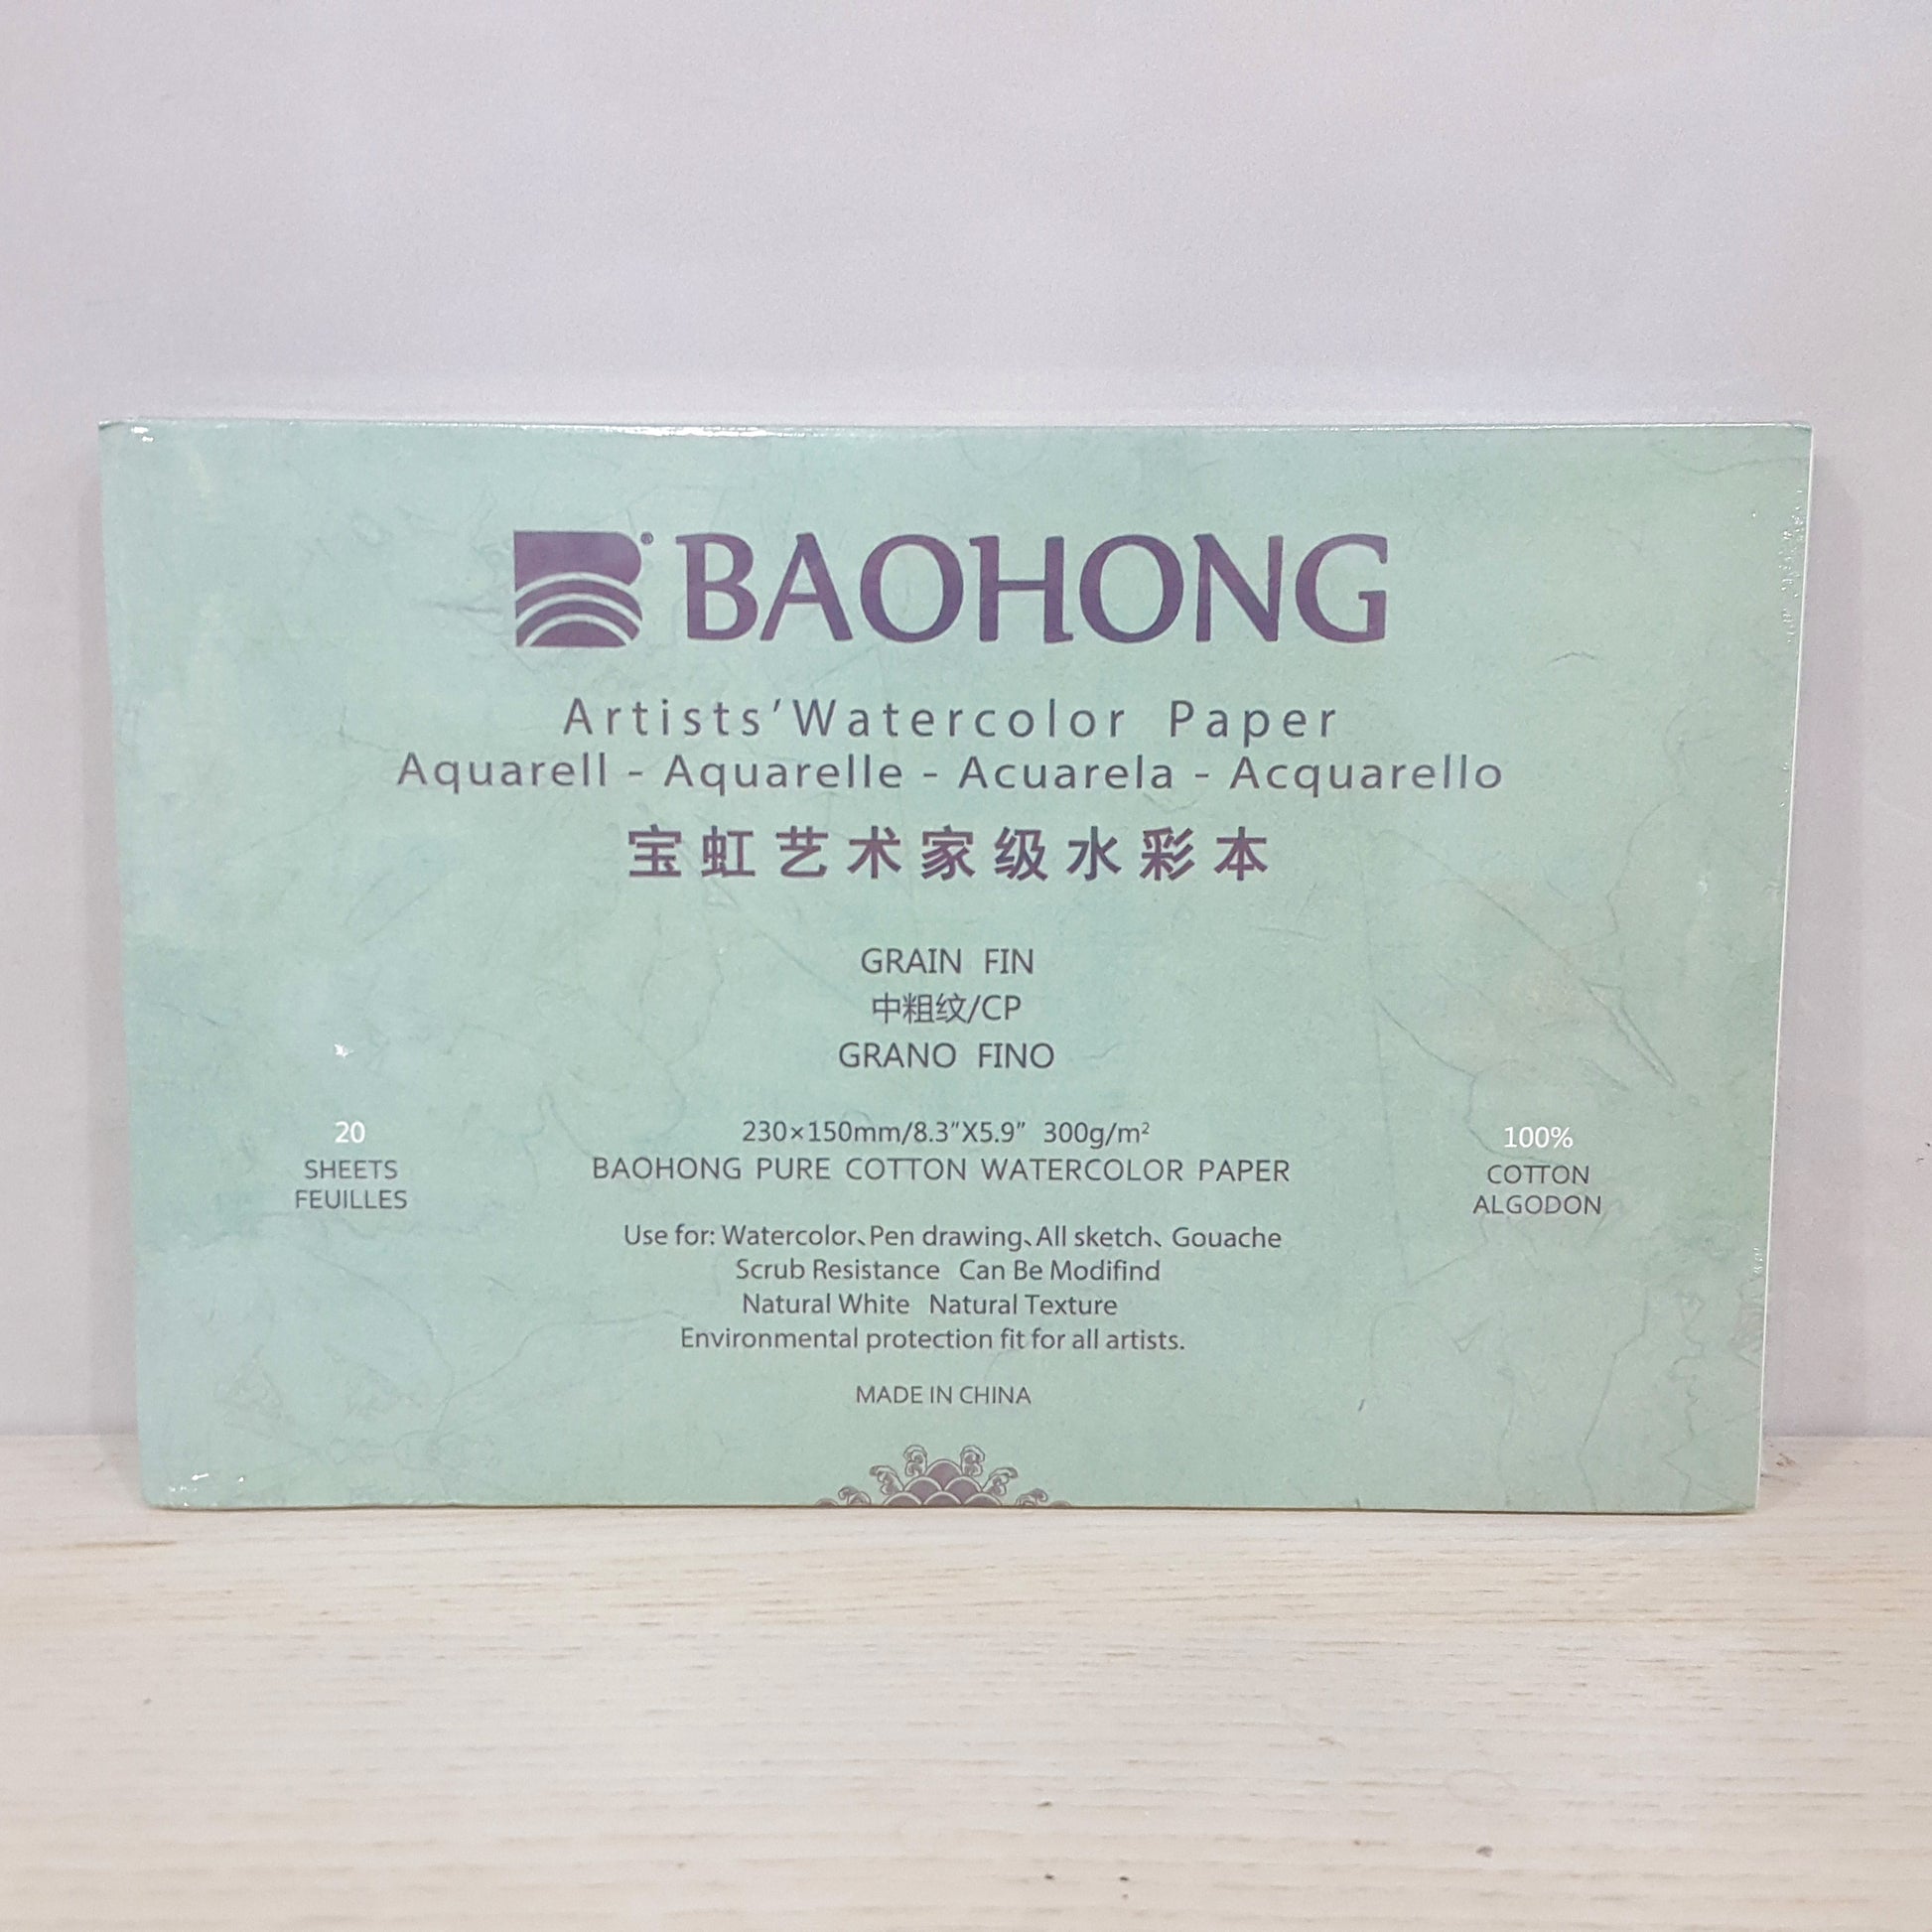 BAOHONG
Artists' Watercolor Paper
Aquarell - Aquarelle - Acuarela - Acquarello
宝虹艺术家级水彩本
GRAIN FIN
中粗纹/CP
GRANO FINO
20
SHEETS
FEUILLES
230×150mm/8.3"X5.9" 300g/m²
BAOHONG PURE COTTON WATERCOLOR PAPER
100%
COTTON
ALGODON
Use for: Watercolor、Pen drawing、All sketch、Gouache
Scrub Resistance Can Be Modifind
Natural White Natural Texture
Environmental protection fit for all artists.
MADE IN CHINA